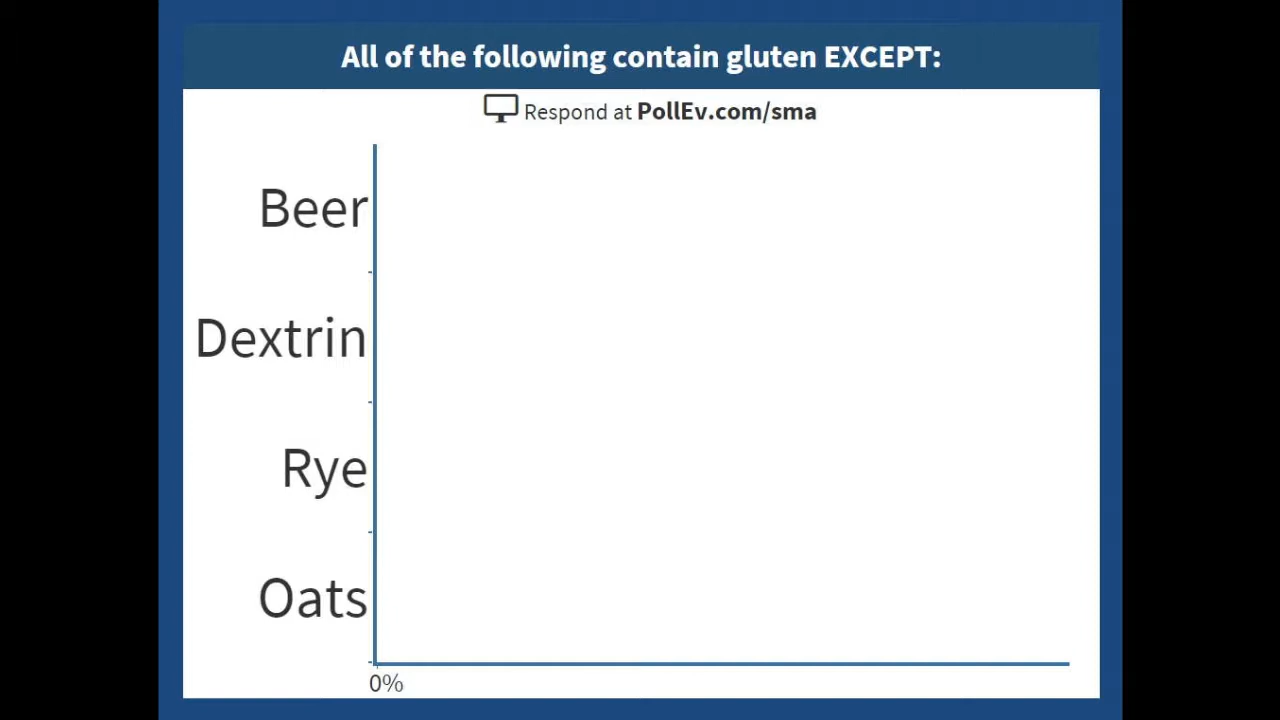 All of the following contain gluten EXCEPT:
Respond at PollEv.com/sma
Beer
Dextrin
Rye
Oats
0%